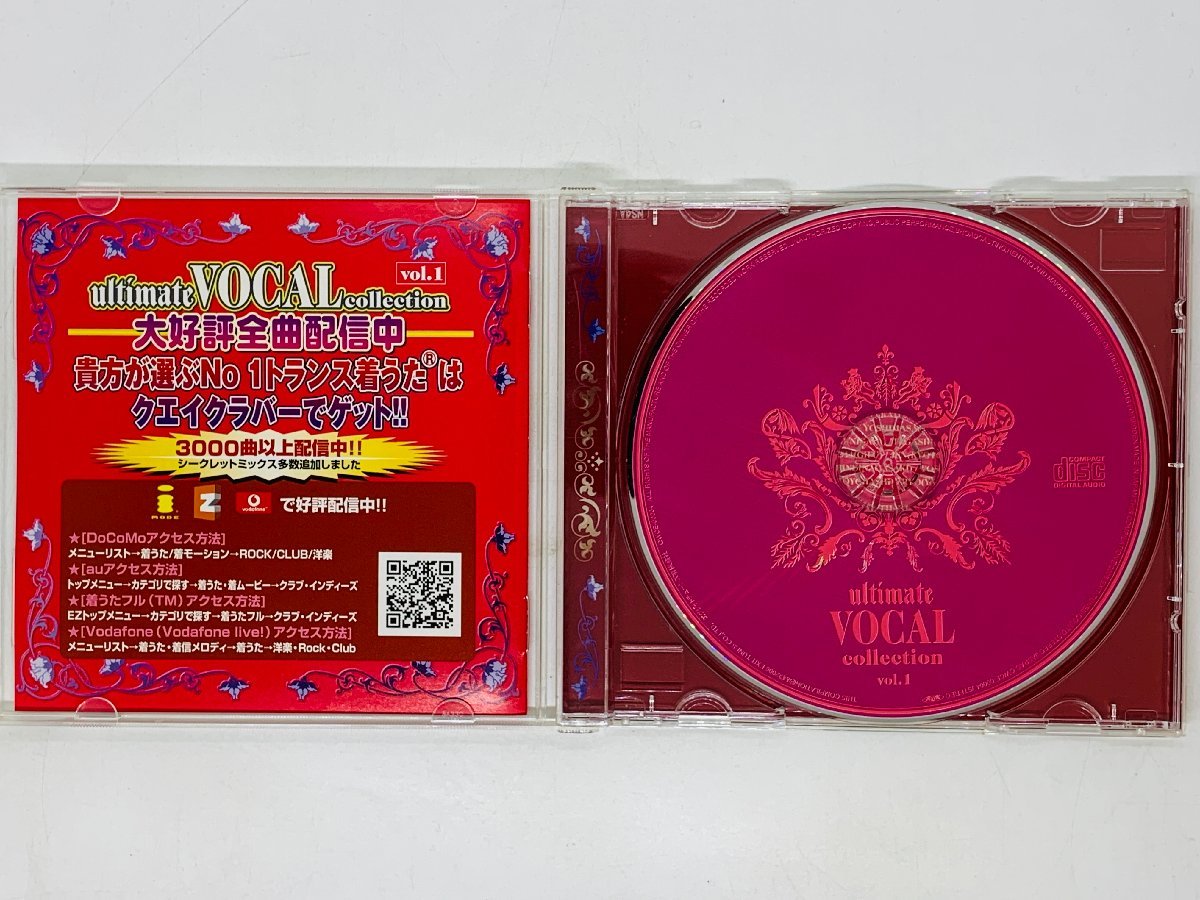 ultimate VOCAL collection vol.1
大好評全曲配信中
貴方が選ぶNo 1トランス着うた®は
クエイクラバーでゲット!!
3000曲以上配信中!!
シークレットミックス多数追加しました
i MODE EZ vodafone で好評配信中!!
★[DoCoMoアクセス方法]
メニューリスト→着うた/着モーション→ROCK/CLUB/洋楽
★[auアクセス方法]
トップメニュー→カテゴリで探す→着うた・着ムービー→クラブ・インディーズ
★[着うたフル(TM)アクセス方法]
EZトップメニュー→カテゴリで探す→着うたフル→クラブ・インディーズ
★[Vodafone(Vodafone live!)アクセス方法]
メニューリスト→着うた・着信メロディ→着うた→洋楽・Rock・Club
COMPACT
disc
DIGITAL AUDIO
ultimate
VOCAL
collection
vol.1